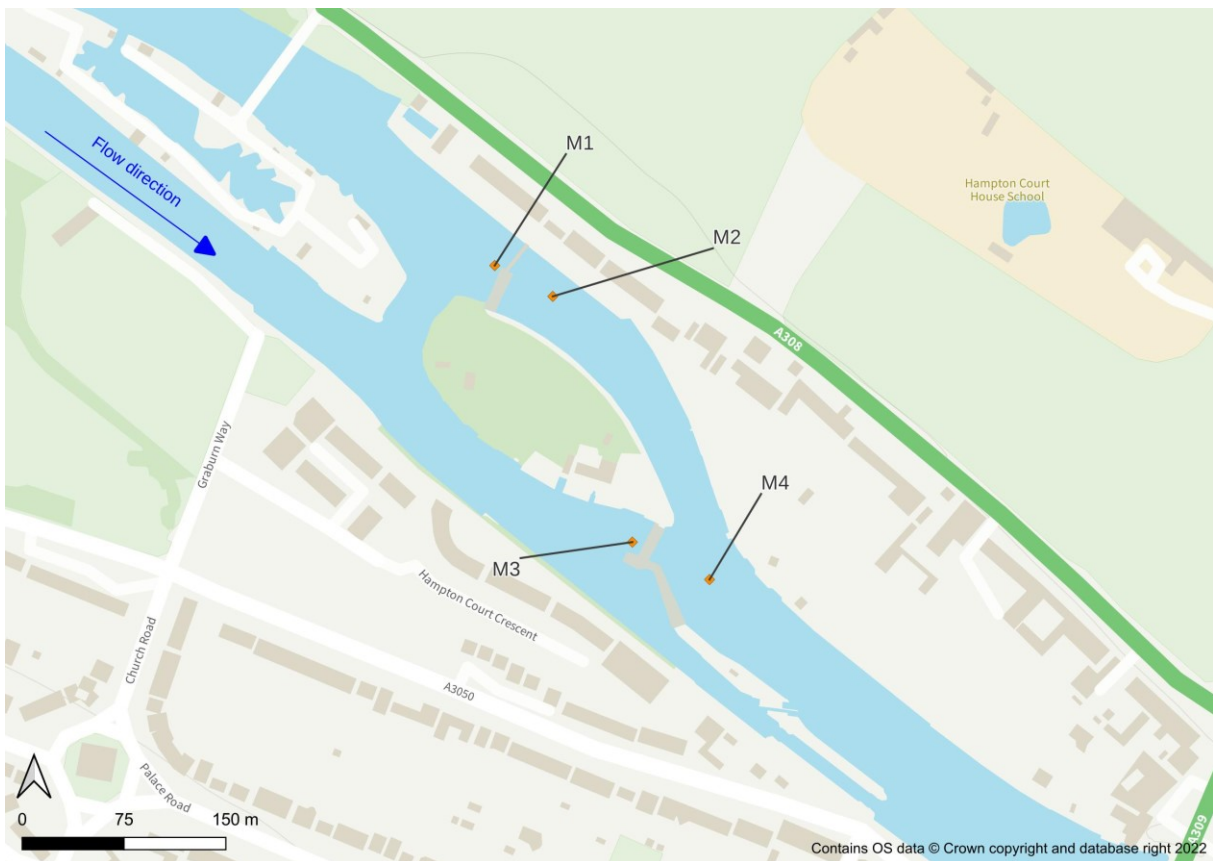 Flow direction
M1
M2
Hampton Court
House School
A308
Graburn Way
M4
M3
Hampton Court Crescent
Church Road
A3050
Palace Road
0 75 150 m
A309
Contains OS data © Crown copyright and database right 2022